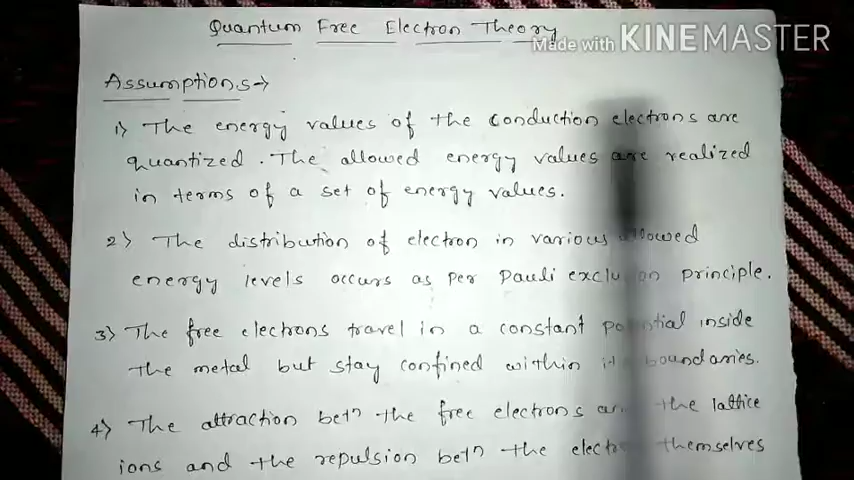 Quantum Free Electron Theory
Made with KINEMASTER
Assumptions→
1) The energy values of the conduction electrons are
quantized. The allowed energy values are realized
in terms of a set of energy values.
2) The distribution of electron in various allowed
energy levels occurs as per Pauli exclusion principle.
3) The free electrons travel in a constant potential inside
the metal but stay confined within its boundaries.
4) The attraction betn the free electrons and the lattice
ions and the repulsion betn the electrons themselves